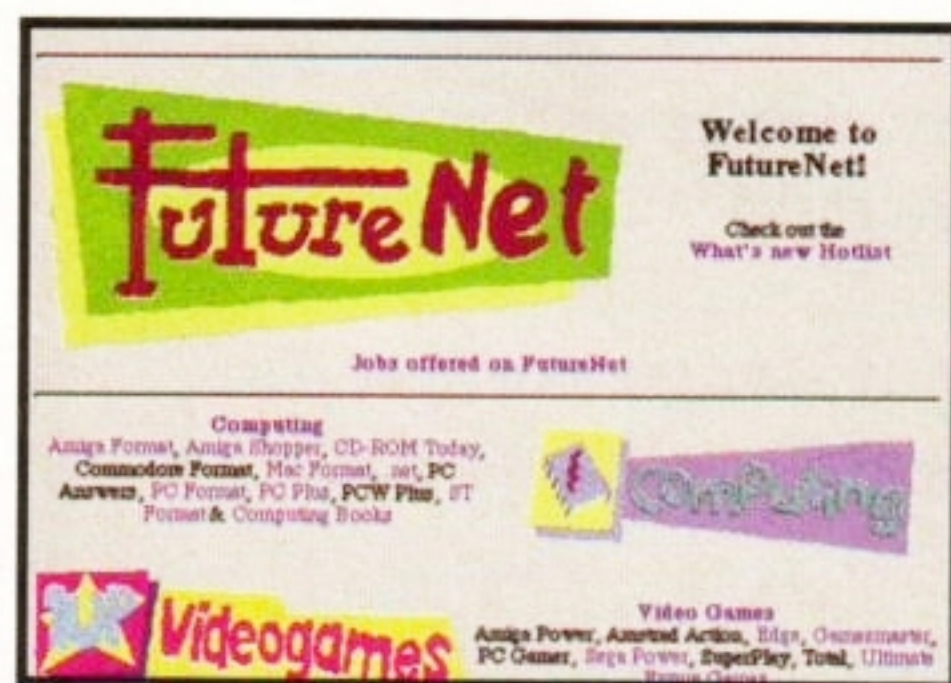 FutureNet
Welcome to
FutureNet!
Check out the
What's new Hotlist
Jobs offered on FutureNet
Computing
Amiga Format, Amiga Shopper, CD-ROM Today,
Commodore Format, Mac Format, .net, PC
Answers, PC Format, PC Plus, PCW Plus, ST
Format & Computing Books
Computing
Videogames
Video Games
Amiga Power, Amstrad Action, Edge, Gamesmaster,
PC Gamer, Sega Power, SuperPlay, Total, Ultimate